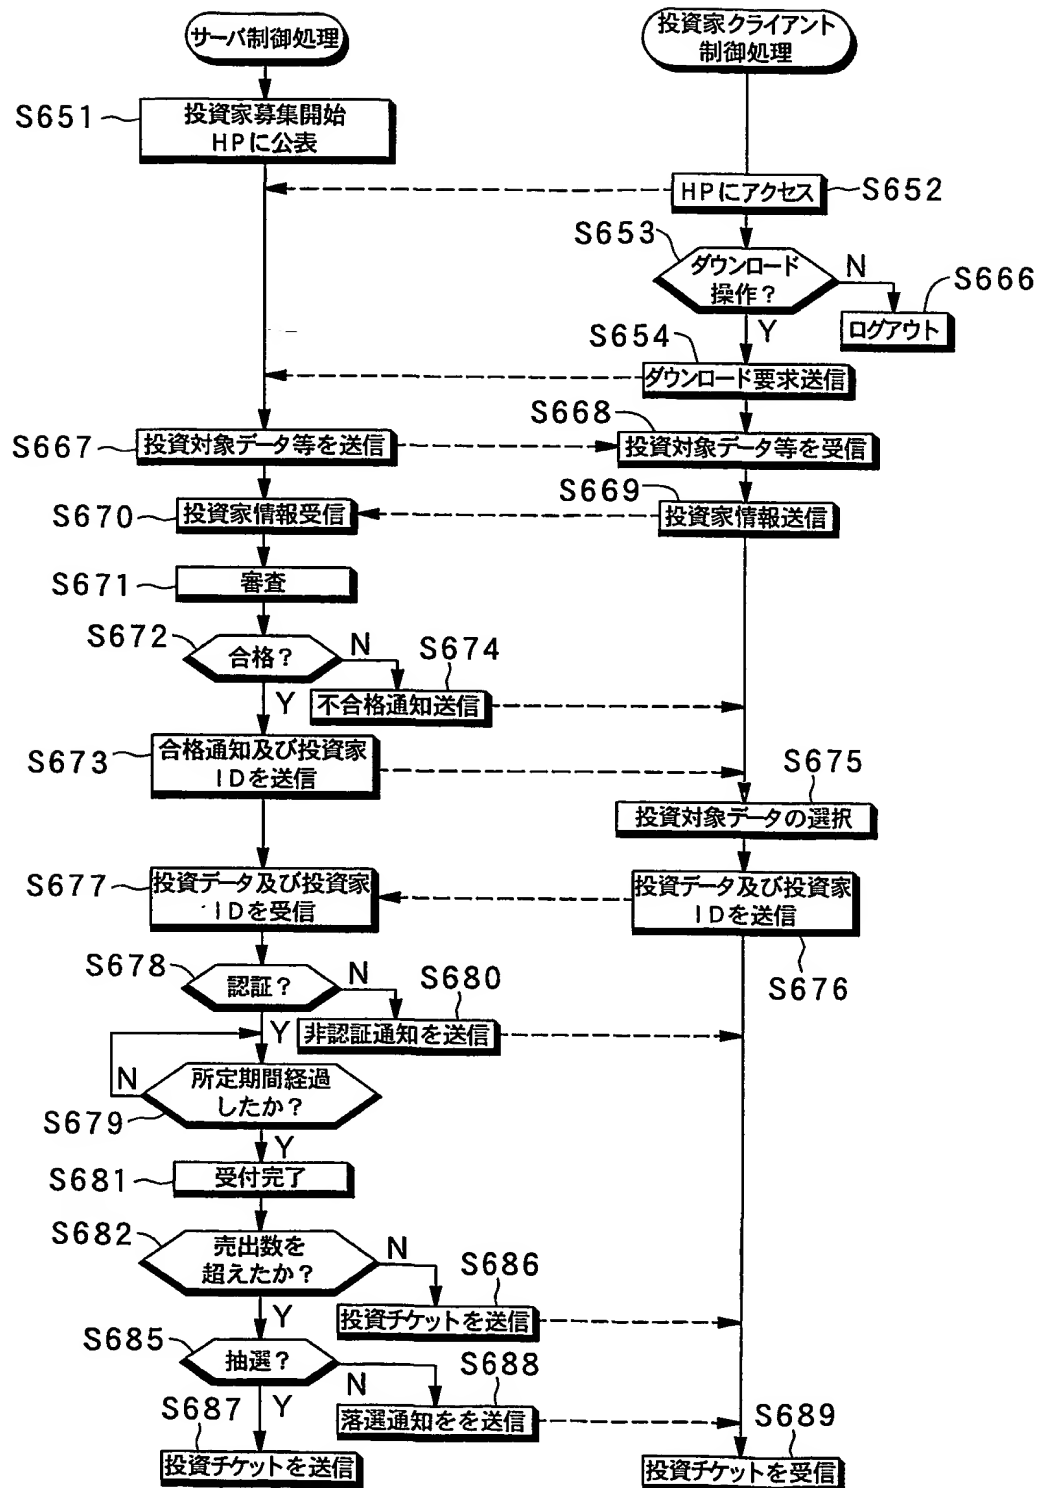 サーバ制御処理
投資家クライアント
制御処理
S651
投資家募集開始
HPに公表
HPにアクセス
S652
S653
ダウンロード
操作？
N
S666
Y
ログアウト
S654
ダウンロード要求送信
S668
S667
投資対象データ等を送信
投資対象データ等を受信
S669
S670
投資家情報受信
投資家情報送信
S671
審査
S672
合格？
N
S674
Y
不合格通知送信
S673
合格通知及び投資家
IDを送信
S675
投資対象データの選択
S677
投資データ及び投資家
IDを受信
投資データ及び投資家
IDを送信
S676
S678
認証？
N
S680
Y
非認証通知を送信
N
所定期間経過
したか？
S679
Y
S681
受付完了
S682
売出数を
超えたか？
N
S686
Y
投資チケットを送信
S685
抽選？
S688
N
S687
Y
落選通知をを送信
S689
投資チケットを送信
投資チケットを受信